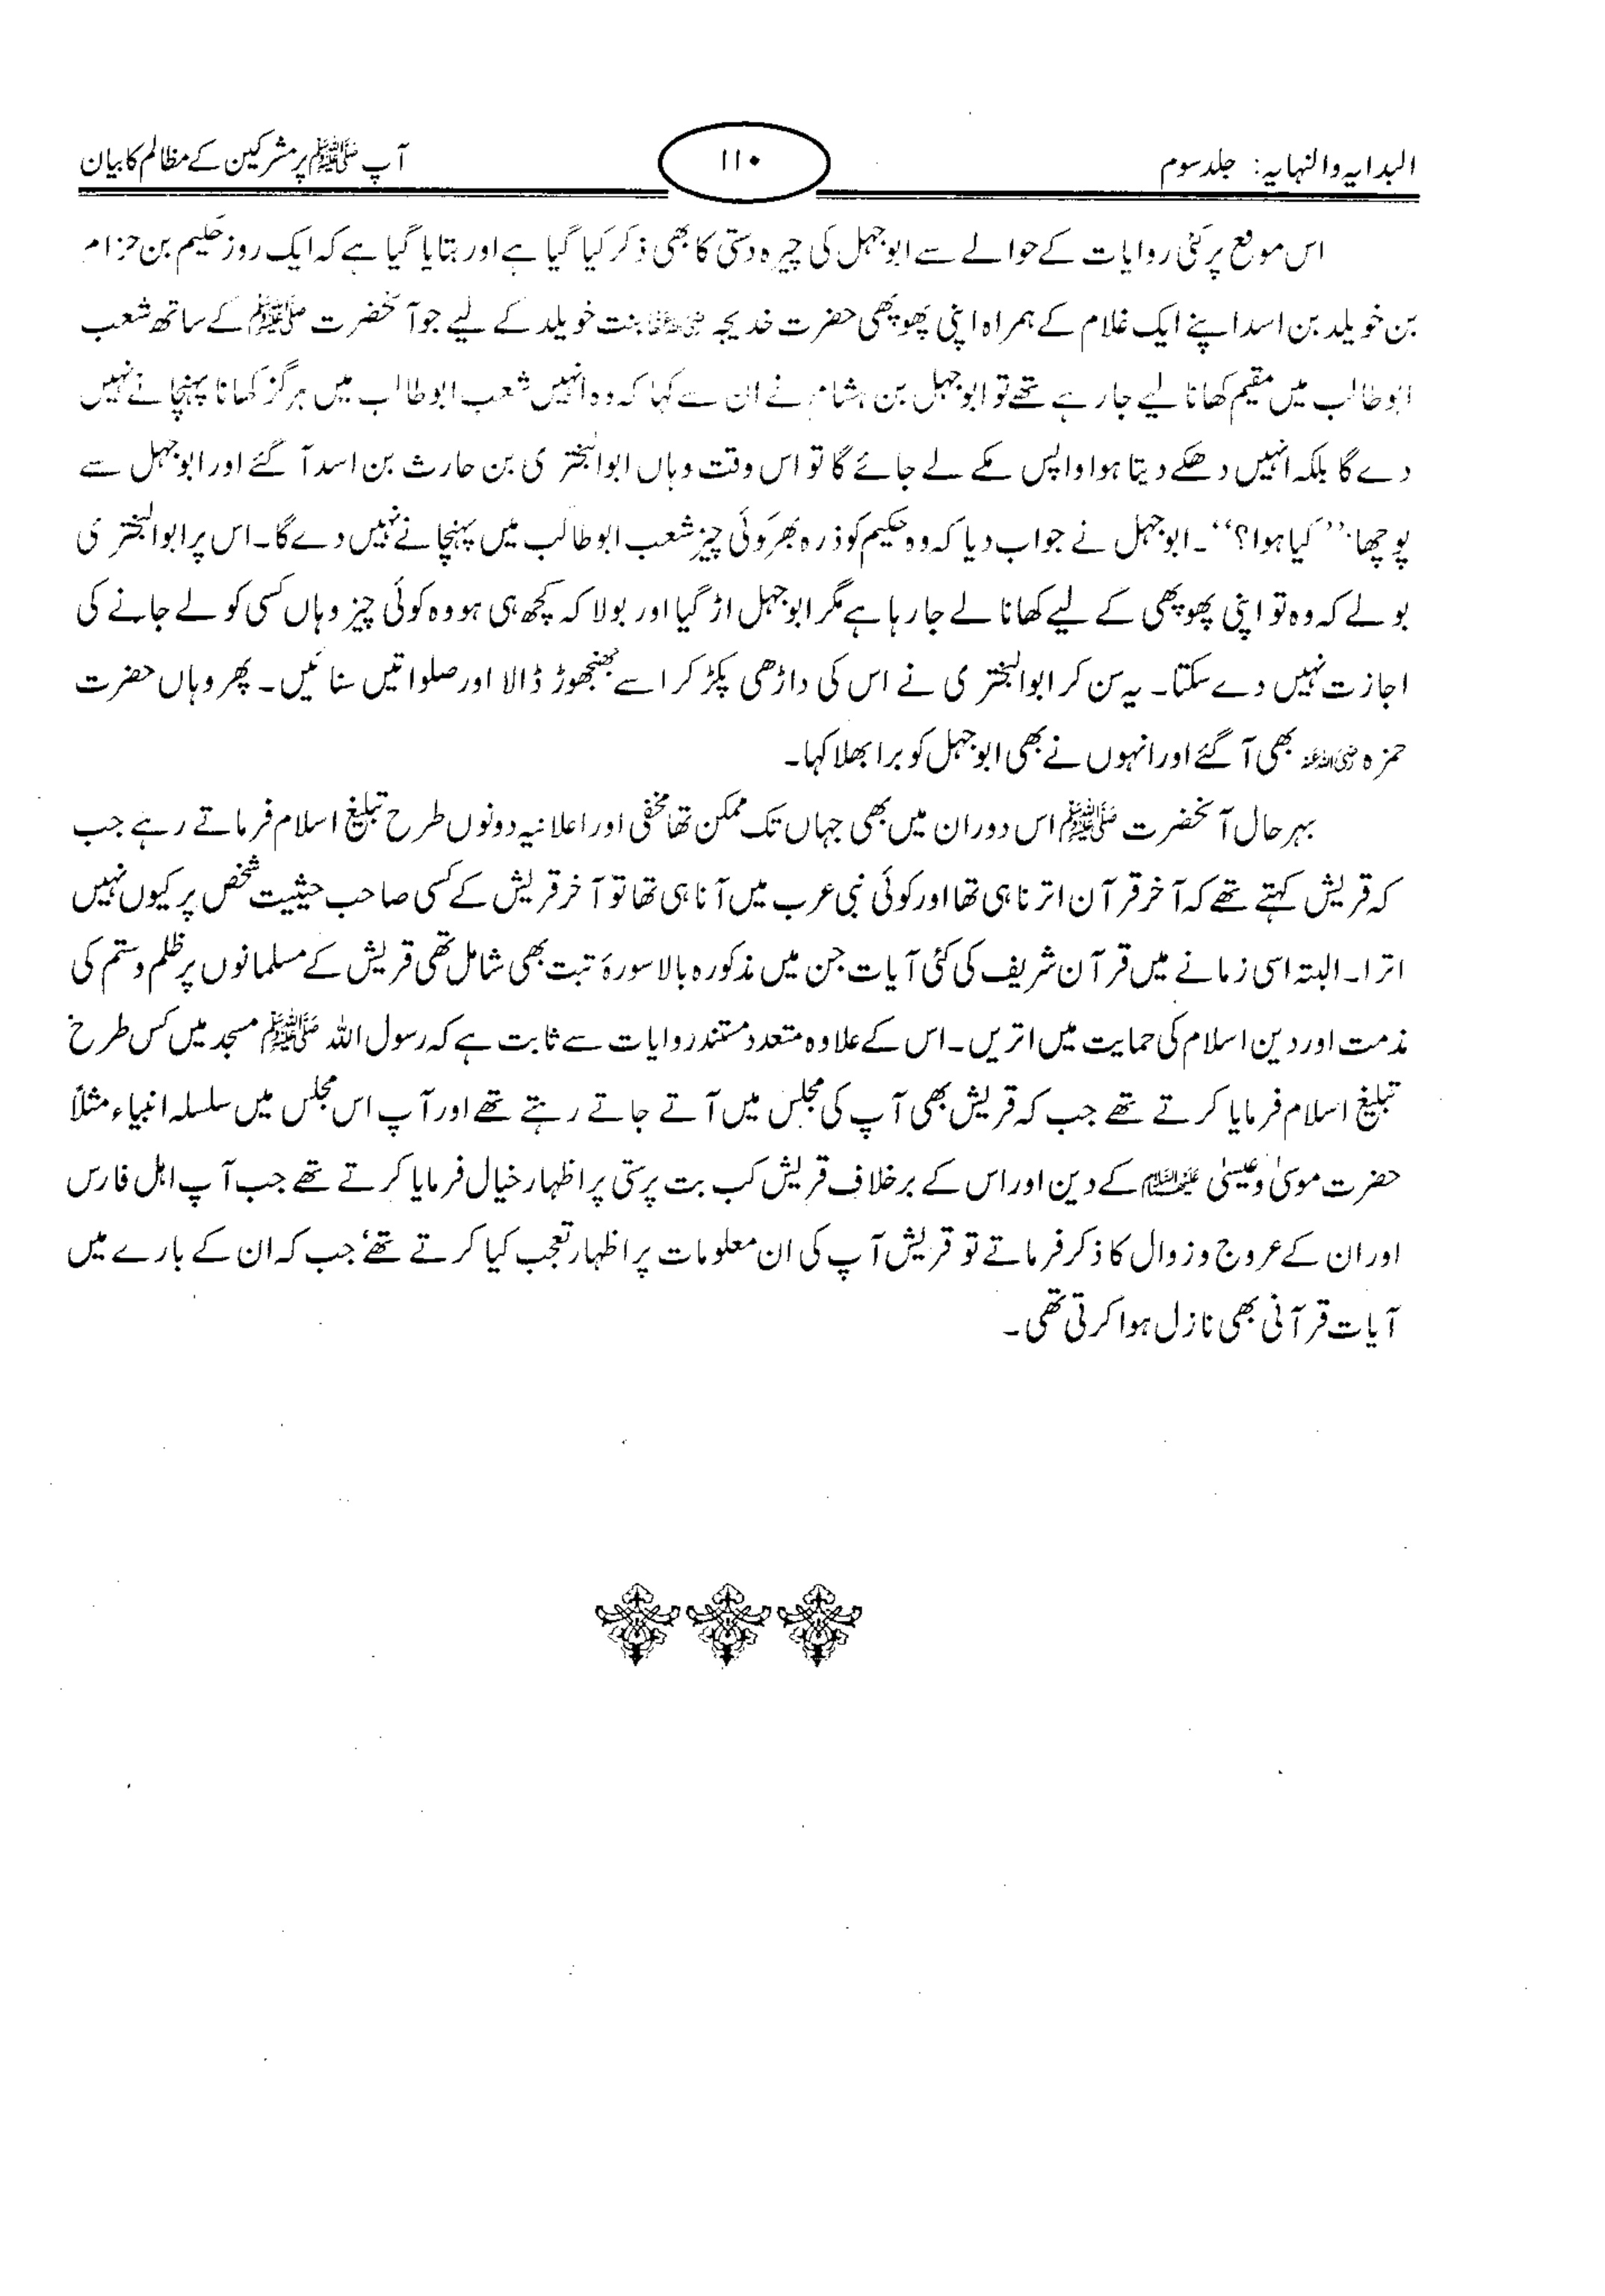 البدایہ والنہایہ: جلد سوم
۱۱۰
آپ ﷺ پر مشرکین کے مظالم کا بیان
اس موقع پر کئی روایات کے حوالے سے ابوجہل کی چیرہ دستی کا بھی ذکر کیا گیا ہے اور بتایا گیا ہے کہ ایک روز حکیم بن حزام
بن خویلد بن اسد اپنے ایک غلام کے ہمراہ اپنی پھوپھی حضرت خدیجہ رضی اللہ عنہا بنت خویلد کے لیے جو آنحضرت ﷺ کے ساتھ شعب
ابوطالب میں مقیم کھانا لیے جا رہے تھے تو ابوجہل بن ہشام نے ان سے کہا کہ وہ انہیں شعب ابوطالب میں ہرگز کھانا پہنچانے نہیں
دے گا بلکہ انہیں دھکے دیتا ہوا واپس مکے لے جائے گا تو اس وقت وہاں ابوالبختری بن حارث بن اسد آ گئے اور ابوجہل سے
پوچھا: ’’کیا ہوا؟‘‘۔ ابوجہل نے جواب دیا کہ وہ حکیم کو ذرہ بھر کوئی چیز شعب ابوطالب میں پہنچانے نہیں دے گا۔ اس پر ابوالبختری
بولے کہ وہ تو اپنی پھوپھی کے لیے کھانا لے جا رہا ہے مگر ابوجہل اڑ گیا اور بولا کہ کچھ ہی ہو وہ کوئی چیز وہاں کسی کو لے جانے کی
اجازت نہیں دے سکتا۔ یہ سن کر ابوالبختری نے اس کی داڑھی پکڑ کر اسے جھنجھوڑ ڈالا اور صلواتیں سنائیں۔ پھر وہاں حضرت
حمزہ رضی اللہ عنہ بھی آ گئے اور انہوں نے بھی ابوجہل کو برا بھلا کہا۔
بہرحال آنحضرت ﷺ اس دوران میں بھی جہاں تک ممکن تھا مخفی اور اعلانیہ دونوں طرح تبلیغ اسلام فرماتے رہے جب
کہ قریش کہتے تھے کہ آخر قرآن اترنا ہی تھا اور کوئی نبی عرب میں آنا ہی تھا تو آخر قریش کے کسی صاحب حیثیت شخص پر کیوں نہیں
اترا۔ البتہ اسی زمانے میں قرآن شریف کی کئی آیات جن میں مذکورہ بالا سورۂ تبت بھی شامل تھی قریش کے مسلمانوں پر ظلم و ستم کی
مذمت اور دین اسلام کی حمایت میں اتریں۔ اس کے علاوہ متعدد مستند روایات سے ثابت ہے کہ رسول اللہ ﷺ مسجد میں کس طرح
تبلیغ اسلام فرمایا کرتے تھے جب کہ قریش بھی آپ کی مجلس میں آتے جاتے رہتے تھے اور آپ اس مجلس میں سلسلہ انبیاء مثلاً
حضرت موسیٰ و عیسیٰ علیہما السلام کے دین اور اس کے برخلاف قریش کب بت پرستی پر اظہار خیال فرمایا کرتے تھے جب آپ اہل فارس
اور ان کے عروج و زوال کا ذکر فرماتے تو قریش آپ کی ان معلومات پر اظہار تعجب کیا کرتے تھے، جب کہ ان کے بارے میں
آیات قرآنی بھی نازل ہوا کرتی تھی۔